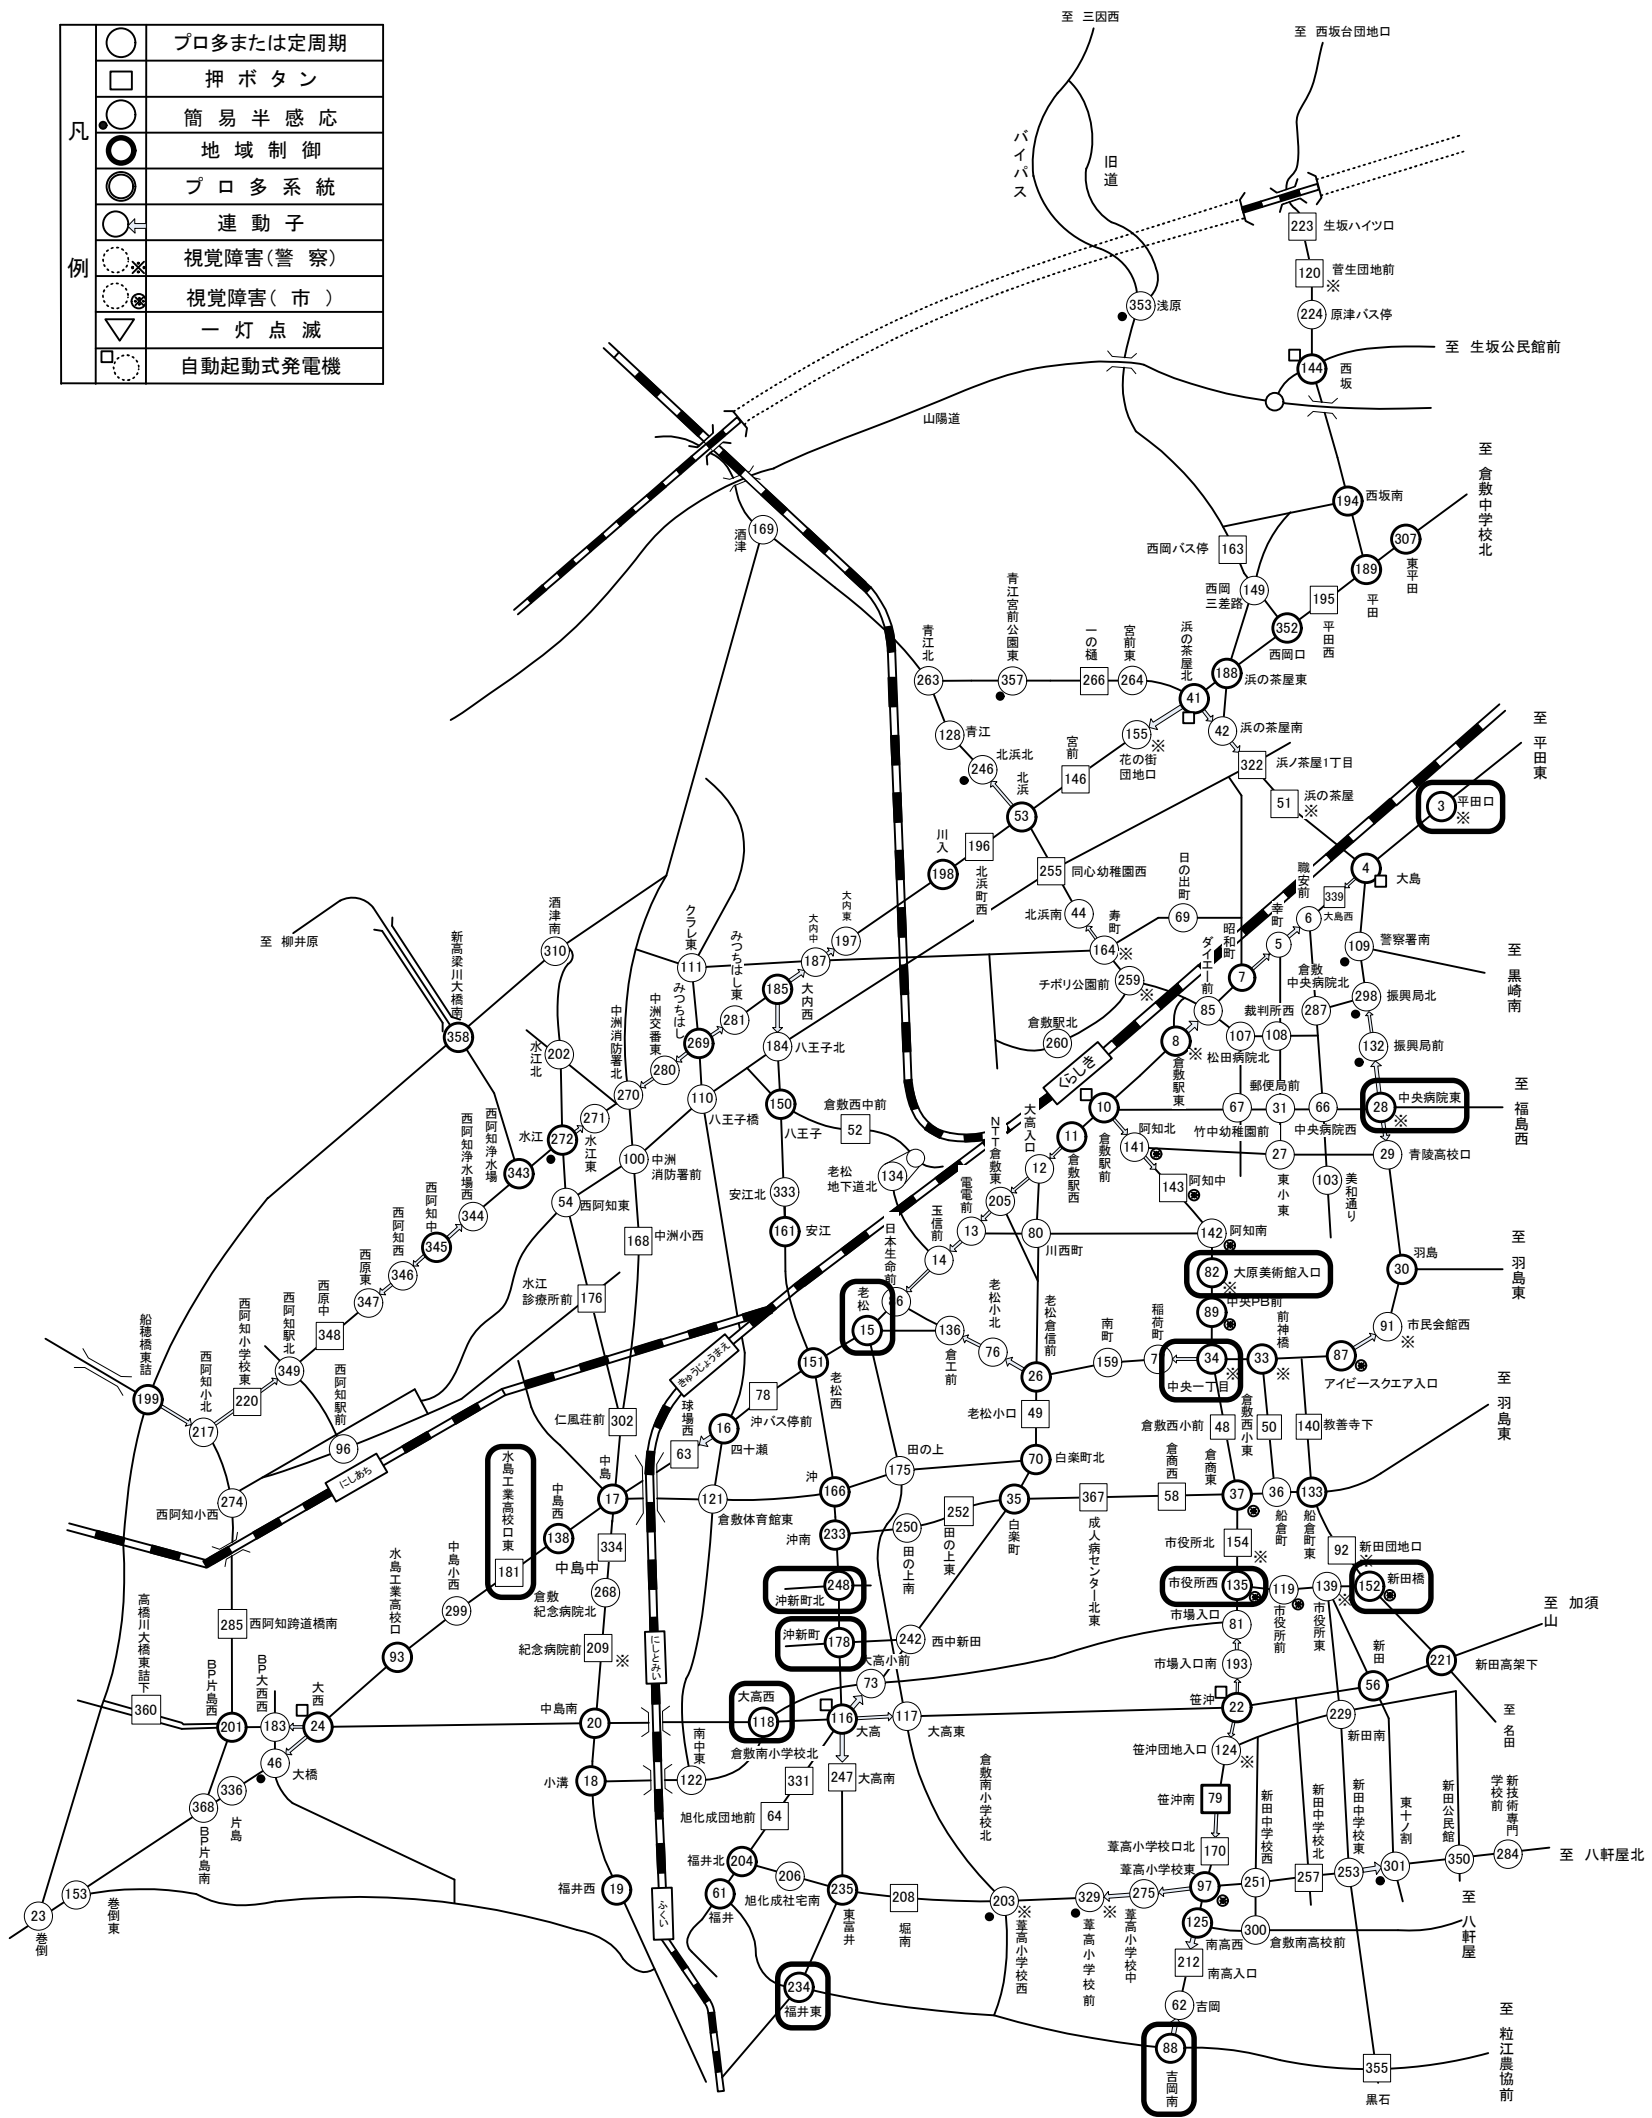 凡
例
プロ多または定周期
押ボタン
簡易半感応
地域制御
プロ多系統
連動子
視覚障害(警 察)
※
視覚障害( 市 )
※
一灯点滅
自動起動式発電機
至 三因西
至 西坂台団地口
バイパス
旧道
223 生坂ハイツ口
120 菅生団地前
※
353 浅原
224 原津バス停
至 生坂公民館前
144 西坂
山陽道
至 倉敷中学校北
194 西坂南
169 酒津
西岡バス停 163
307 東平田
189 平田
西岡三差路 149
195 平田西
352 西岡口
青江北 263
青江宮前公園東 357
一の樋 266
宮前東 264
浜の茶屋北 41
188 浜の茶屋東
128 青江
155 ※
花の街団地口
42 浜の茶屋南
至 平田東
246 北浜北
宮前 146
322 浜ノ茶屋1丁目
51 浜の茶屋
※
3 平田口
※
北浜 53
川入 198
196 北浜町西
255 同心幼稚園西
4 大島
339 大島西
職安前 6
日の出町 69
北浜南 44
寿町 164 ※
幸町 5
昭和町 7
ダイエー前 85
109 警察署南
至 黒崎南
至 柳井原
新高梁川大橋南 358
酒津南 310
クラレ東 111
みつちはし東 281
大内中 187
大内東 197
185 大内西
チボリ公園前 259
※
倉敷中央病院北 287
298 振興局北
裁判所西 108
107 松田病院北
132 振興局前
倉敷駅北 260
8 ※
倉敷駅東
くらしき
水江北 202
中洲消防署北 270
中洲交番東 280
みつちはし 269
184 八王子北
郵便局前 31
67 竹中幼稚園前
66 中央病院西
28 中央病院東
※
至 福島西
10 倉敷駅前
11 倉敷駅西
大高入口 12
NTT倉敷東 205
110 八王子橋
150 八王子
倉敷西中前 52
271 水江東
水江 272
141 阿知北
※
27 東小東
29 青陵高校口
343 西阿知浄水場
344 西阿知浄水場西
100 中洲消防署前
老松地下道北 134
143 阿知中
※
103 美和通り
54 西阿知東
安江北 333
161 安江
電電前 13
80 川西町
142 阿知南
※
345 西阿知中
346 西阿知西
347 西原東
348 西原中
349 西阿知駅北
168 中洲小西
玉信前 14
日本生命前 86
82 大原美術館入口
※
30 羽島
至 羽島東
水江診療所前 176
89 中央PB前
※
91 市民会館西
※
老松 15
136 倉工前
老松小北 76
老松倉信前 26
南町 159
稲荷町
34 ※
中央一丁目
前神橋 33
※
87 ※
アイビースクエア入口
船穂橋東詰 199
西阿知小北 217
西阿知小学校東 220
西阿知駅前 96
きゅうじょうまえ
151 老松西
78 沖バス停前
至 羽島東
仁風荘前 302
球場西 63
16 四十瀬
老松小口 49
倉敷西小前 48
倉敷西小東 50
140 教善寺下
にしあち
西阿知小西 274
中島 17
121 倉敷体育館東
沖 166
175 田の上
70 白楽町北
35 白楽町
367 成人病センター北東
倉商西 58
倉商東 37
※
36 船倉町
133 船倉町東
水島工業高校口東 181
中島西 138
中島中 334
233 沖南
250 田の上南
252 田の上東
市役所北 154
※
92 新田団地口
※
268 倉敷記念病院北
248 沖新町北
市役所西 135
※
119 市役所前
※
139 市役所東
※
152 新田橋
※
至 加須山
中島小西 299
水島工業高校口 93
285 西阿知跨道橋南
紀念病院前 209 ※
にしとみい
沖新町 178
242 西中新田
市場入口 81
市場入口南 193
新田 56
221 新田高架下
至 名田
高橋川大橋東詰下 360
BP片島西 201
BP大西西 183
大西 24
46 大橋
中島南 20
大高西 118
116 大高
大高小前 73
117 大高東
笹沖 22
229 新田南
笹沖団地入口 124
※
336 片島
368 BP片島南
小溝 18
南中東 122
倉敷南小学校北 331
247 大高南
倉敷南小学校北
旭化成団地前 64
笹沖南 79
葦高小学校口北 170
新田中学校西 251
新田中学校北 257
新田中学校東 253
東十ノ割 301
新田公民館 350
新技術専門学校前 284
至 八軒屋北
153 巻倒東
23 巻倒
福井西 19
ふくい
福井北 204
61 福井
206 旭化成社宅南
235 東富井
208 堀南
203 ※
葦高小学校西
329 ※
葦高小学校前
275 葦高小学校中
葦高小学校東 97
※
125 南高西
300 倉敷南高校前
至 八軒屋
212 南高入口
62 吉岡
234 福井東
88 吉岡南
355 黒石
至 粒江農協前